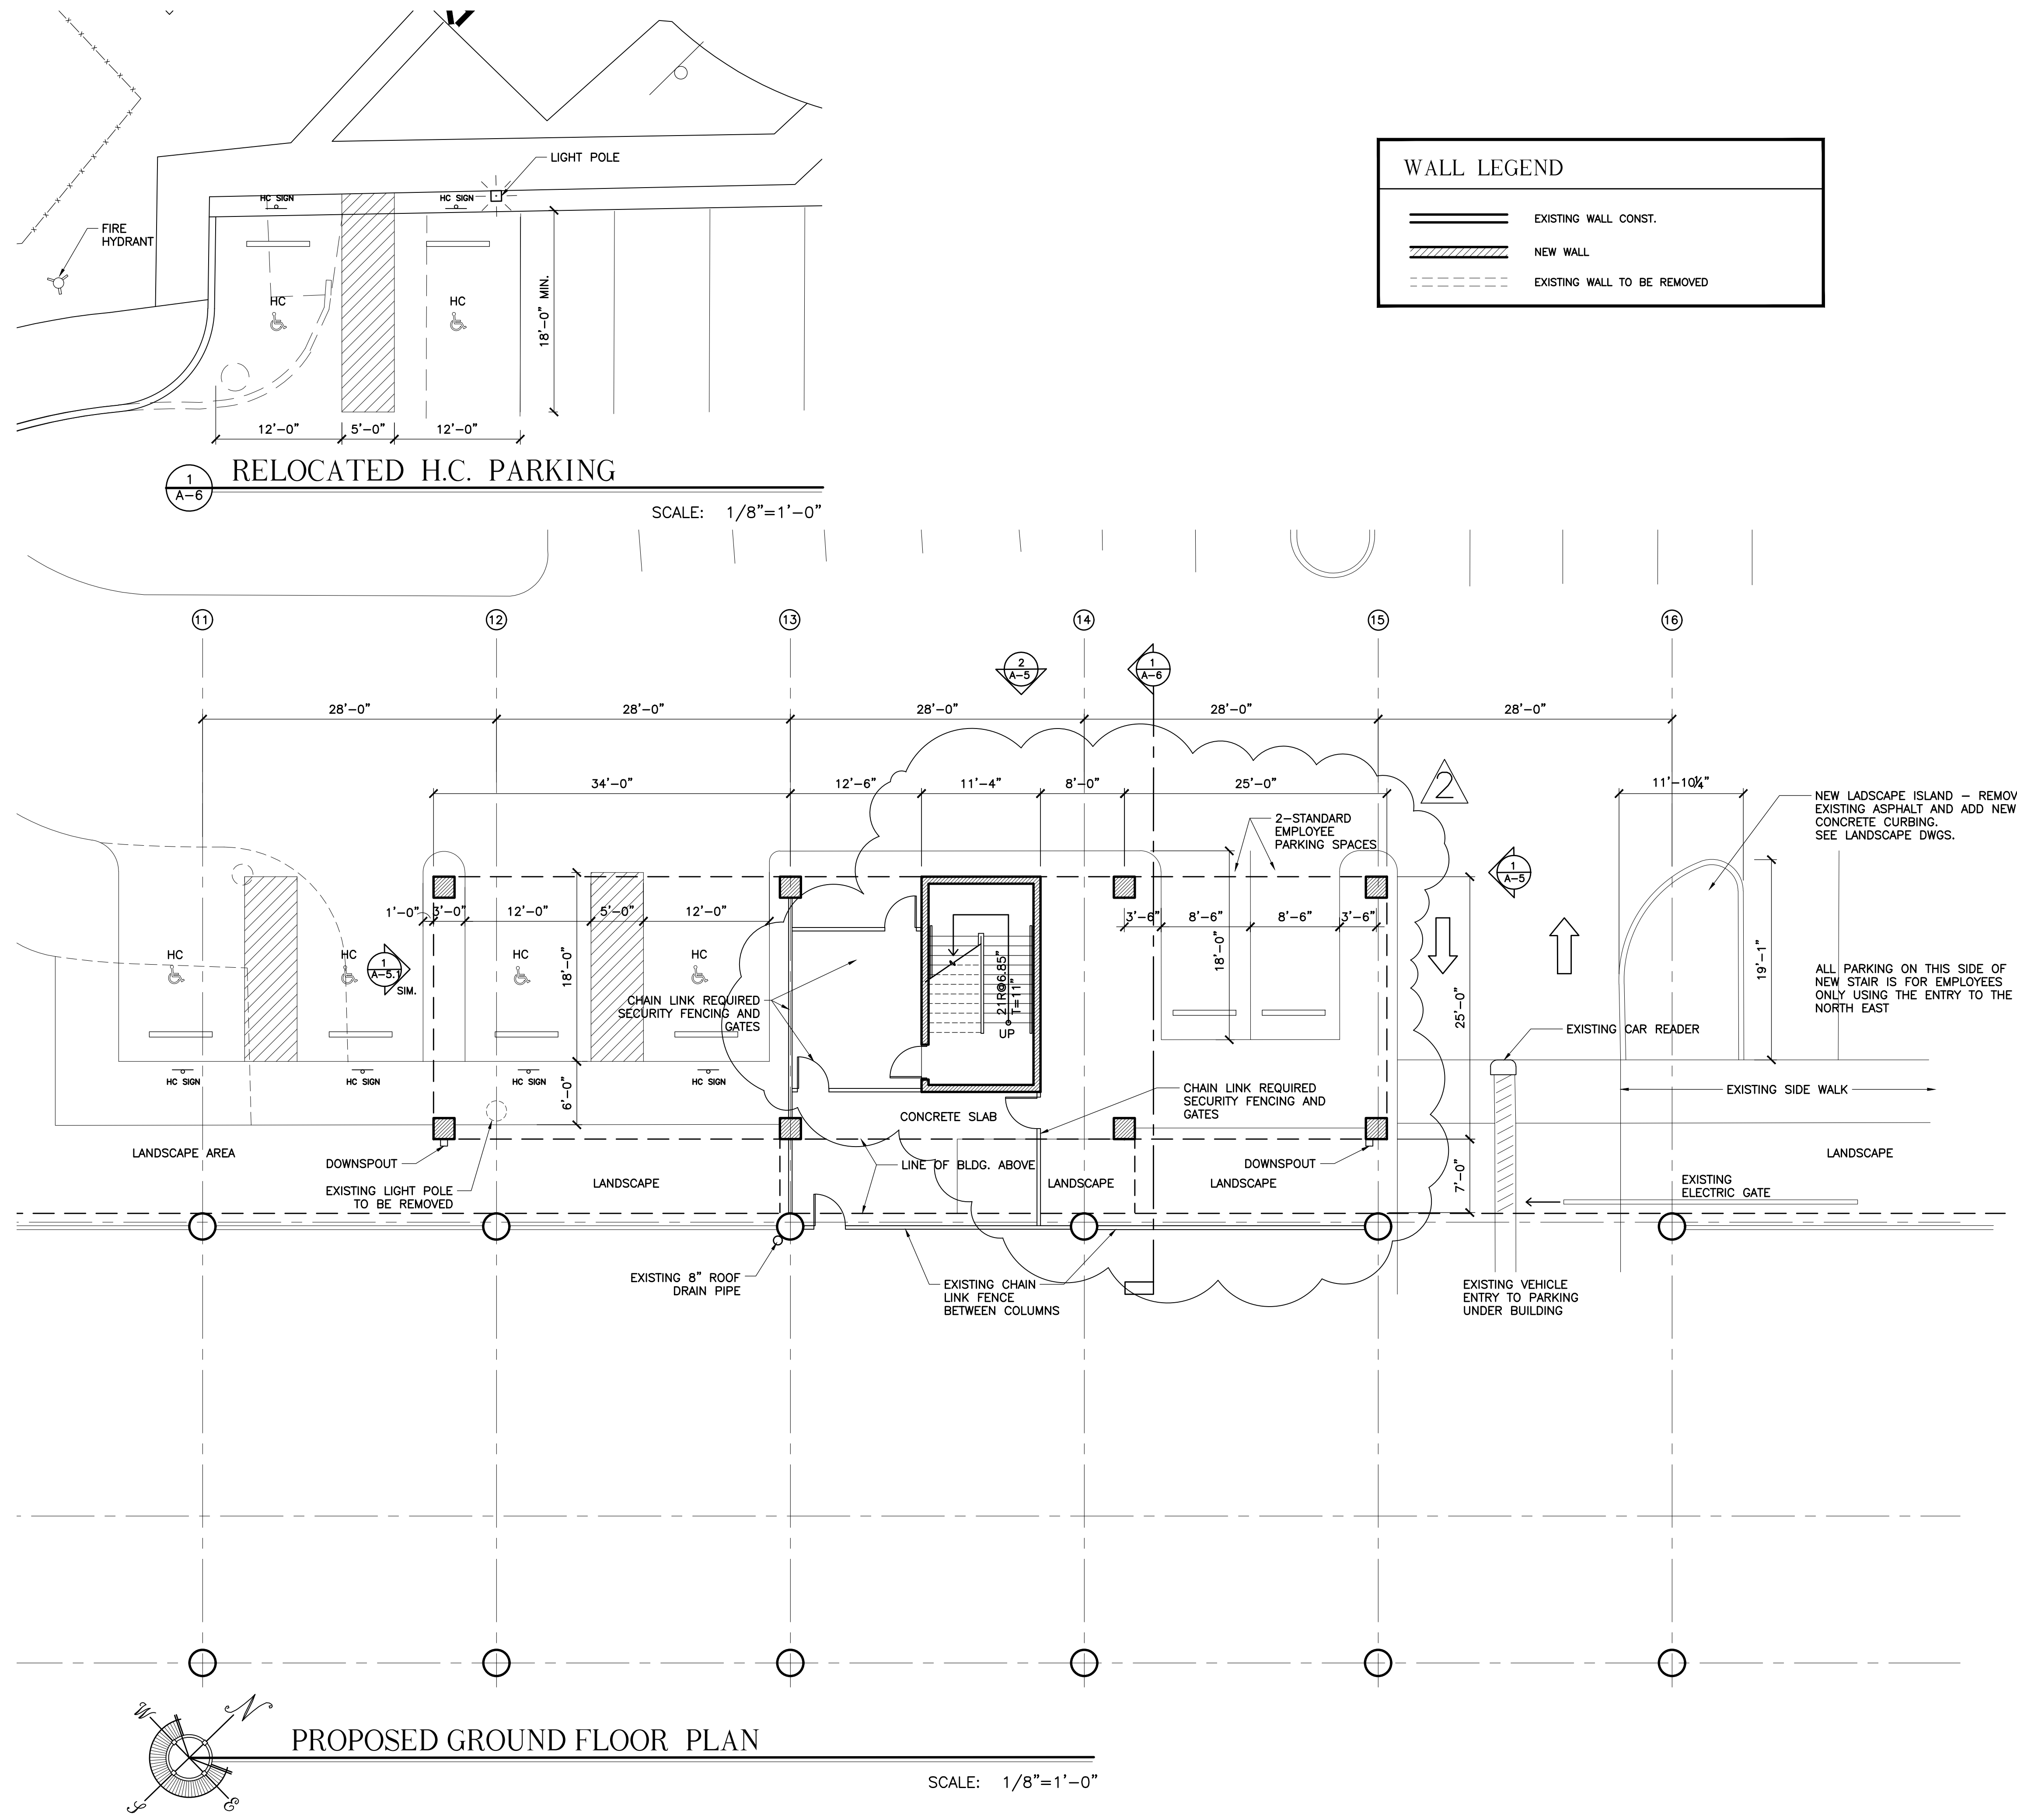 LIGHT POLE
HC SIGN
HC SIGN
FIRE
HYDRANT
HC
HC
18'-0" MIN.
12'-0"
5'-0"
12'-0"
1
A-6
RELOCATED H.C. PARKING
SCALE: 1/8"=1'-0"
WALL LEGEND
EXISTING WALL CONST.
NEW WALL
EXISTING WALL TO BE REMOVED
11
12
13
14
15
16
2
A-5
1
A-6
28'-0"
28'-0"
28'-0"
28'-0"
28'-0"
34'-0"
12'-6"
11'-4"
8'-0"
25'-0"
2
11'-10¼"
NEW LADSCAPE ISLAND - REMOV
EXISTING ASPHALT AND ADD NEW
CONCRETE CURBING.
SEE LANDSCAPE DWGS.
2-STANDARD
EMPLOYEE
PARKING SPACES
1
A-5
1'-0"
3'-0"
12'-0"
5'-0"
12'-0"
3'-6"
8'-6"
8'-6"
3'-6"
18'-0"
18'-0"
19'-1"
HC
HC
HC
HC
1
A-5.1
SIM.
CHAIN LINK REQUIRED
SECURITY FENCING AND
GATES
21R@6.85"
T=11"
UP
25'-0"
ALL PARKING ON THIS SIDE OF
NEW STAIR IS FOR EMPLOYEES
ONLY USING THE ENTRY TO THE
NORTH EAST
EXISTING CAR READER
HC SIGN
HC SIGN
HC SIGN
HC SIGN
6'-0"
CHAIN LINK REQUIRED
SECURITY FENCING AND
GATES
EXISTING SIDE WALK
CONCRETE SLAB
LANDSCAPE AREA
DOWNSPOUT
LINE OF BLDG. ABOVE
DOWNSPOUT
LANDSCAPE
EXISTING LIGHT POLE
TO BE REMOVED
LANDSCAPE
LANDSCAPE
LANDSCAPE
7'-0"
EXISTING
ELECTRIC GATE
EXISTING 8" ROOF
DRAIN PIPE
EXISTING CHAIN
LINK FENCE
BETWEEN COLUMNS
EXISTING VEHICLE
ENTRY TO PARKING
UNDER BUILDING
W
N
S
E
PROPOSED GROUND FLOOR PLAN
SCALE: 1/8"=1'-0"